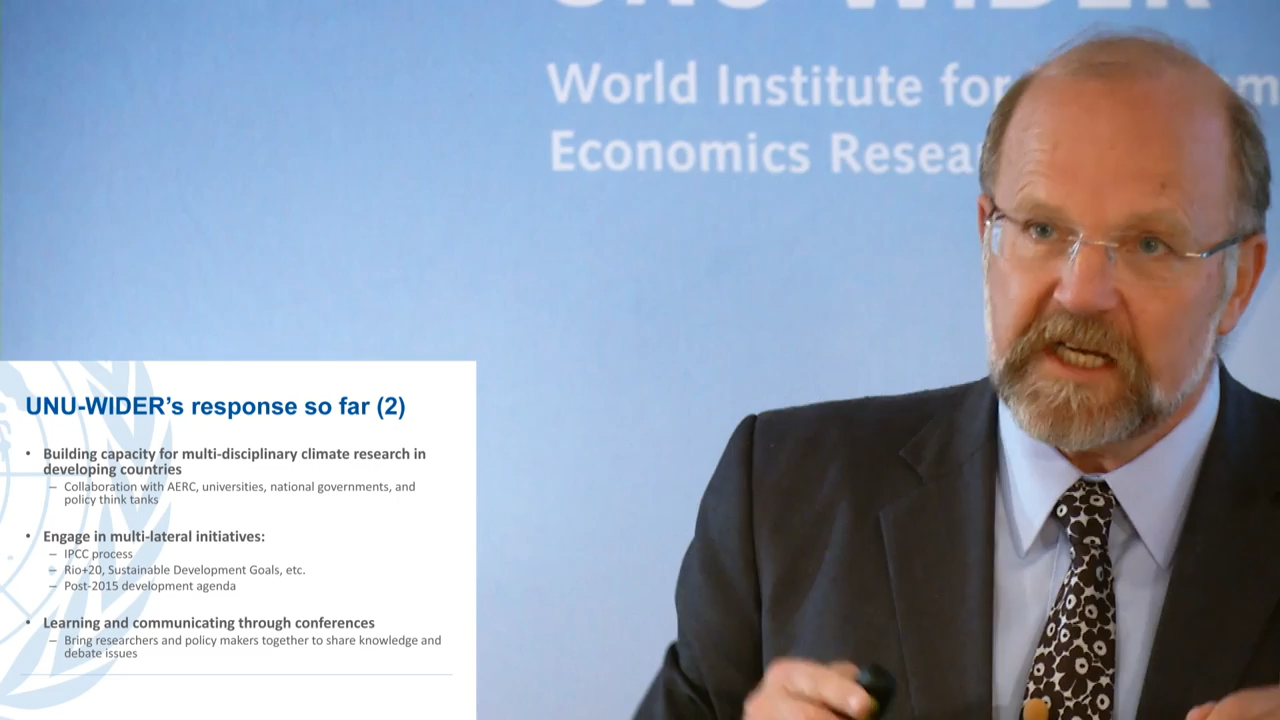 UNU-WIDER
World Institute for
Economics
UNU-WIDER’s response so far (2)
• Building capacity for multi-disciplinary climate research in
developing countries
– Collaboration with AERC, universities, national governments, and
policy think tanks
• Engage in multi-lateral initiatives:
– IPCC process
– Rio+20, Sustainable Development Goals, etc.
– Post-2015 development agenda
• Learning and communicating through conferences
– Bring researchers and policy makers together to share knowledge and
debate issues